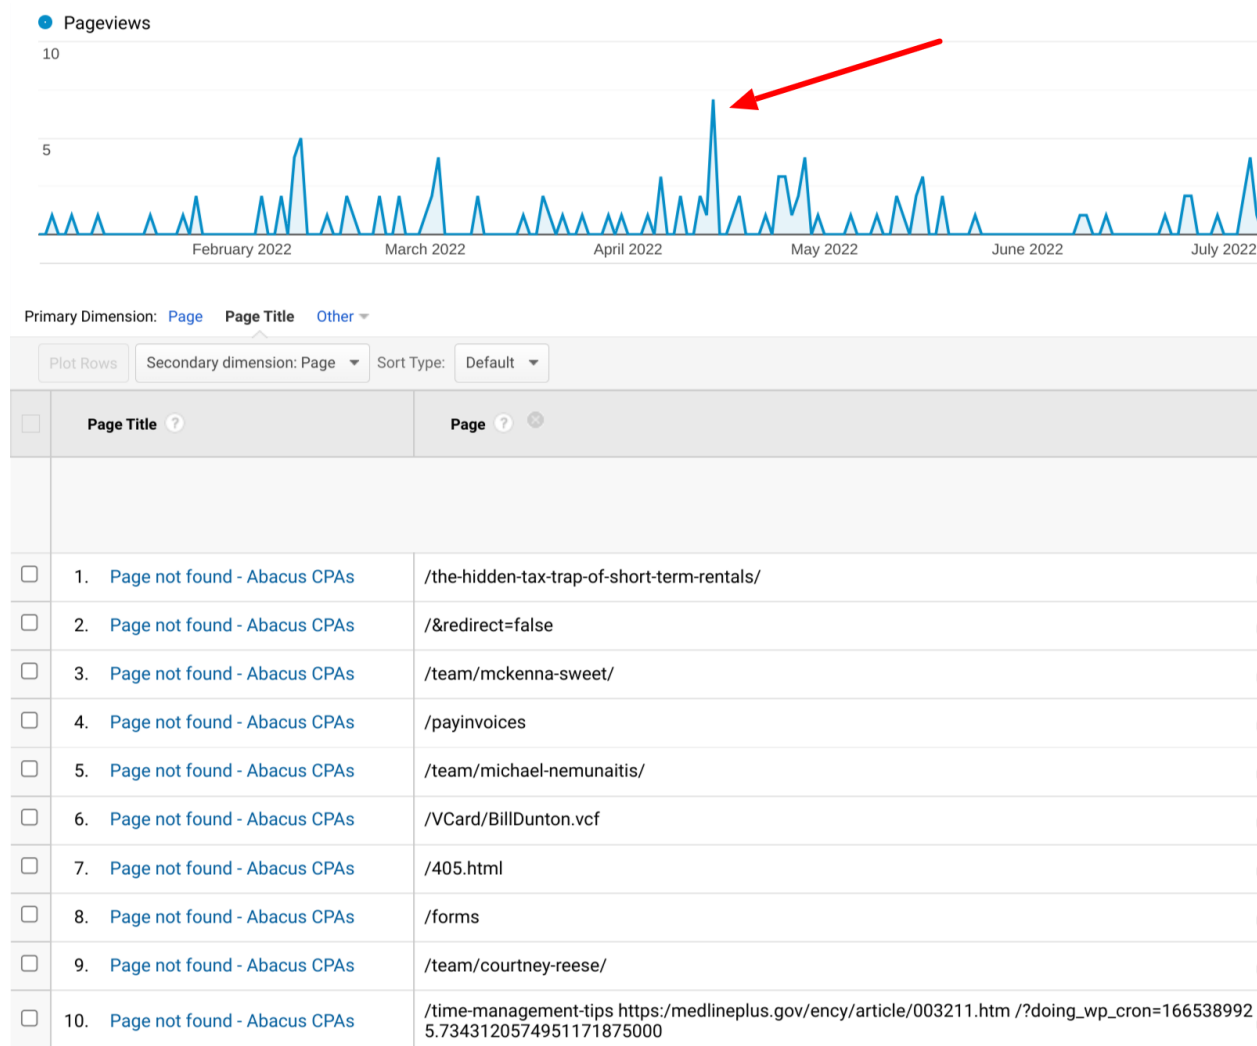 Pageviews
10
5
February 2022 March 2022 April 2022 May 2022 June 2022 July 2022
Primary Dimension: Page Page Title Other
Plot Rows Secondary dimension: Page Sort Type: Default
Page Title ? Page ?
1. Page not found - Abacus CPAs /the-hidden-tax-trap-of-short-term-rentals/
2. Page not found - Abacus CPAs /&redirect=false
3. Page not found - Abacus CPAs /team/mckenna-sweet/
4. Page not found - Abacus CPAs /payinvoices
5. Page not found - Abacus CPAs /team/michael-nemunaitis/
6. Page not found - Abacus CPAs /VCard/BillDunton.vcf
7. Page not found - Abacus CPAs /405.html
8. Page not found - Abacus CPAs /forms
9. Page not found - Abacus CPAs /team/courtney-reese/
10. Page not found - Abacus CPAs /time-management-tips https:/medlineplus.gov/ency/article/003211.htm /?doing_wp_cron=166538992
5.7343120574951171875000